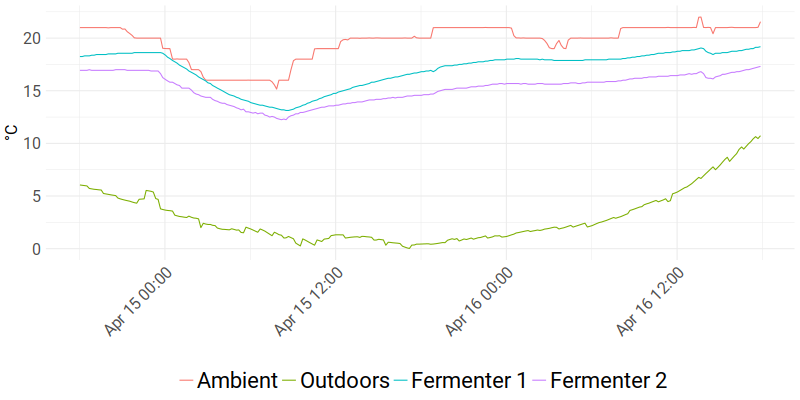 20
15
10
5
0
°C
Apr 15 00:00
Apr 15 12:00
Apr 16 00:00
Apr 16 12:00
Ambient Outdoors Fermenter 1 Fermenter 2